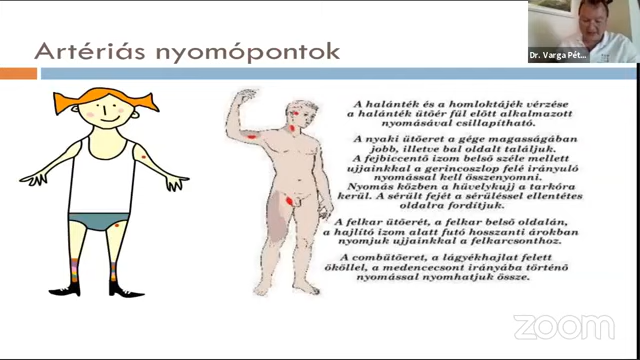 Dr. Varga Pét...
Artériás nyomópontok
A halánték és a homloktájék vérzése
a halánték ütőér fül előtt alkalmazott
nyomásával csillapítható.
A nyaki ütőeret a gége magasságában
jobb, illetve bal oldalt találjuk.
A fejbiccentő izom belső széle mellett
ujjainkkal a gerincoszlop felé irányuló
nyomással kell összenyomni.
Nyomás közben a hüvelykujj a tarkóra
kerül. A sérült fejét a sérüléssel ellentétes
oldalra fordítjuk.
A felkar ütőerét, a felkar belső oldalán,
a hajlító izom alatt futó hosszanti árokban
nyomjuk ujjainkkal a felkarcsonthoz.
A combütőeret, a lágyékhajlat felett
ököllel, a medencecsont irányába történő
nyomással nyomhatjuk össze.
zoom